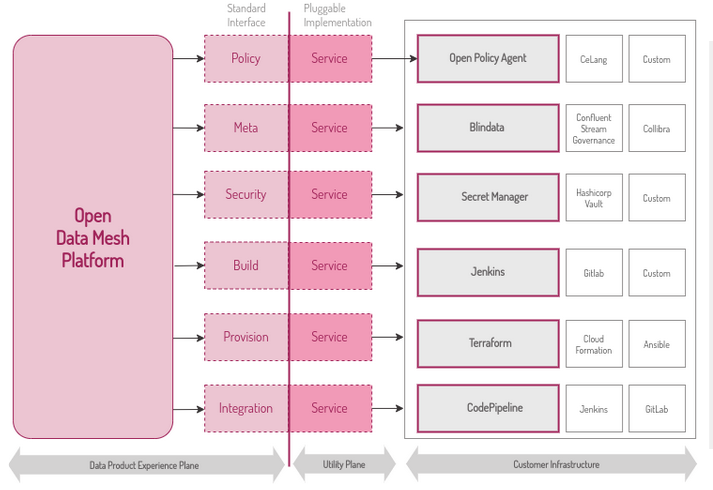 Standard
Interface
Pluggable
Implementation
Open
Data Mesh
Platform
Policy
Service
Open Policy Agent
CeLang
Custom
Meta
Service
Blindata
Confluent
Stream
Governance
Collibra
Security
Service
Secret Manager
Hashicorp
Vault
Custom
Build
Service
Jenkins
Gitlab
Custom
Provision
Service
Terraform
Cloud
Formation
Ansible
Integration
Service
CodePipeline
Jenkins
GitLab
Data Product Experience Plane
Utility Plane
Customer Infrastructure